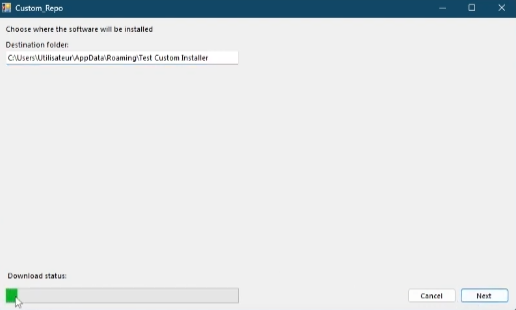 Custom_Repo
Choose where the software will be installed
Destination folder:
C:\Users\Utilisateur\AppData\Roaming\Test Custom Installer
Download status:
Cancel
Next